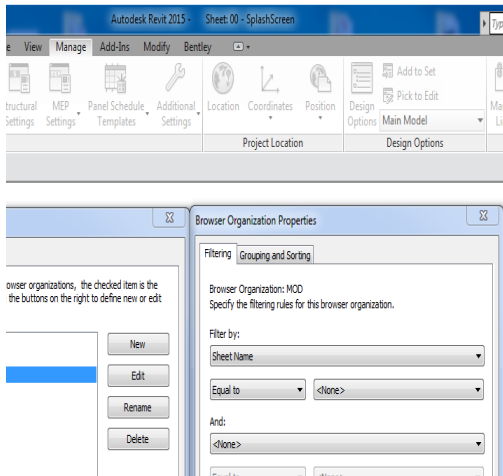 Autodesk Revit 2015 - Sheet: 00 - SplashScreen
View Manage Add-Ins Modify Bentley
MEP Panel Schedule Additional Location Coordinates Position Design Add to Set
Settings Settings Templates Settings Options Pick to Edit
Main Model
Project Location Design Options
Browser Organization Properties
Filtering Grouping and Sorting
owser organizations, the checked item is the
the buttons on the right to define new or edit
Browser Organization: MOD
Specify the filtering rules for this browser organization.
New
Edit
Rename
Delete
Filter by:
Sheet Name
Equal to <None>
And:
<None>